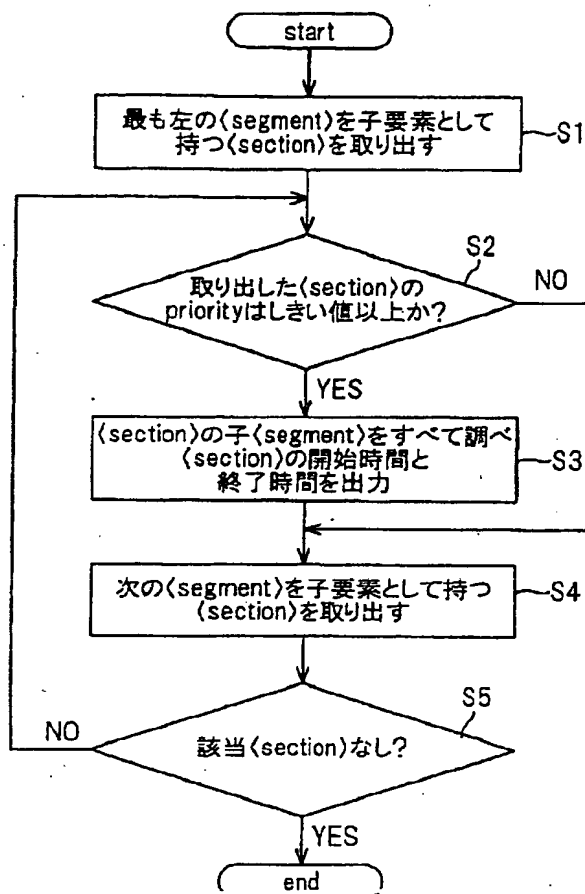 start
最も左の〈segment〉を子要素として
持つ〈section〉を取り出す
S1
S2
取り出した〈section〉の
priorityはしきい値以上か?
NO
YES
〈section〉の子〈segment〉をすべて調べ
〈section〉の開始時間と
終了時間を出力
S3
次の〈segment〉を子要素として持つ
〈section〉を取り出す
S4
S5
NO
該当〈section〉なし?
YES
end